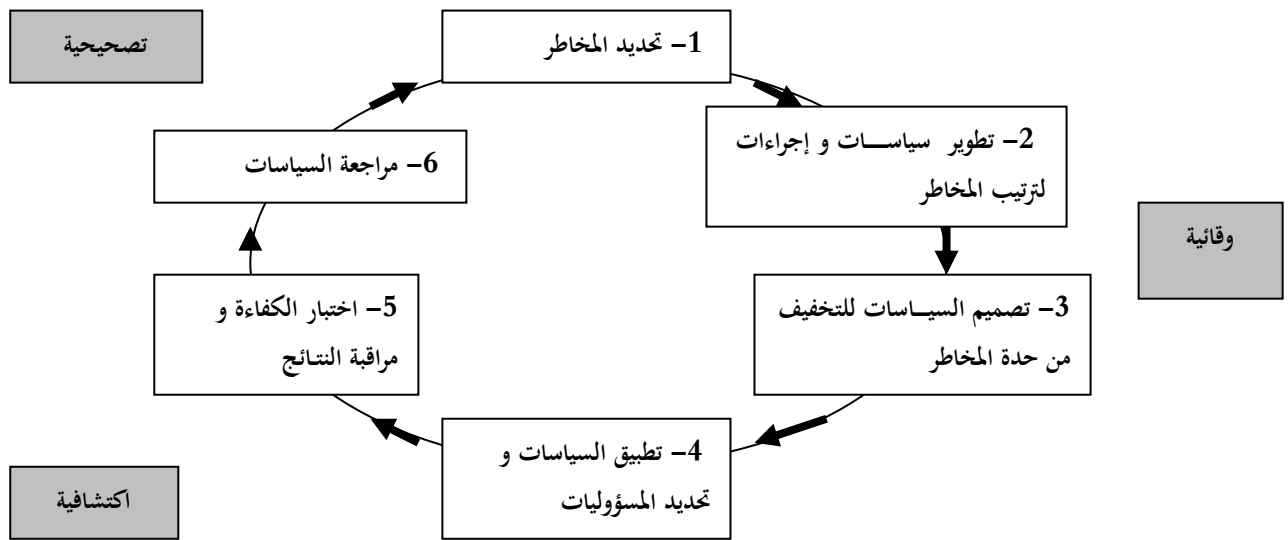 تصحيحية
1- تحديد المخاطر
2- تطوير سياسات و إجراءات
لترتيب المخاطر
6- مراجعة السياسات
وقائية
3- تصميم السياسات للتخفيف
من حدة المخاطر
5- اختبار الكفاءة و
مراقبة النتائج
4- تطبيق السياسات و
تحديد المسؤوليات
اكتشافية